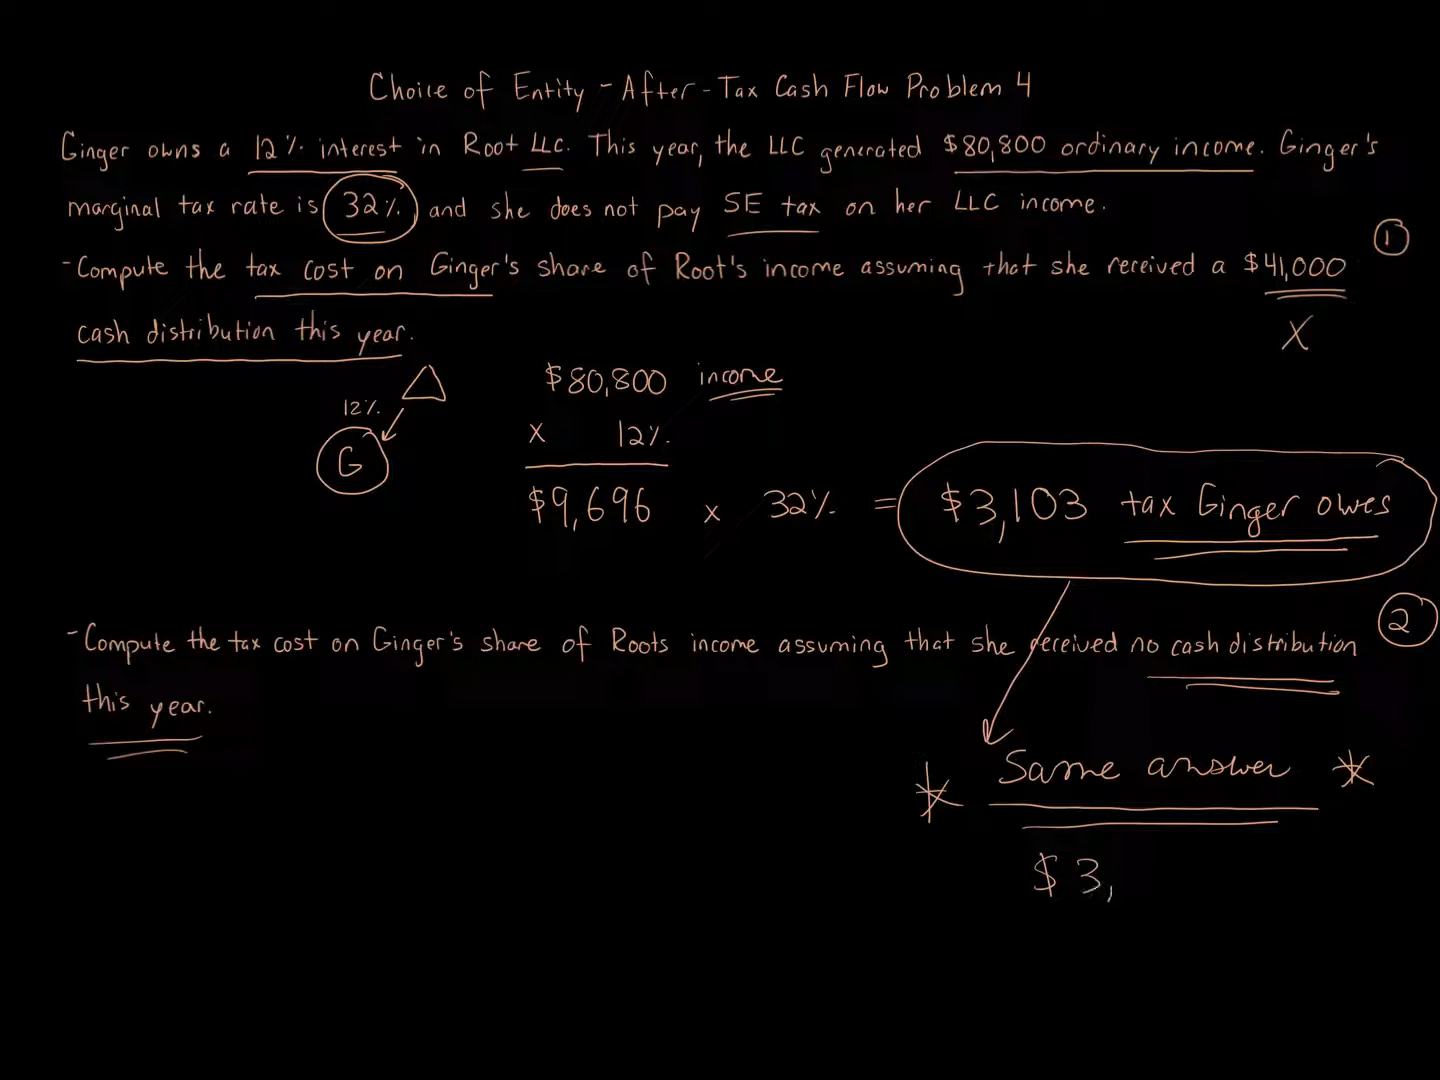 Choice of Entity - After-Tax Cash Flow Problem 4
Ginger owns a 12% interest in Root LLC. This year, the LLC generated $80,800 ordinary income. Ginger's
marginal tax rate is 32% and she does not pay SE tax on her LLC income.
1
- Compute the tax cost on Ginger's share of Root's income assuming that she received a $41,000
cash distribution this year.
X
$80,800 income
12%
x 12%
G
$9,696 x 32% = $3,103 tax Ginger owes
2
- Compute the tax cost on Ginger's share of Roots income assuming that she received no cash distribution
this year.
* Same answer *
$3,